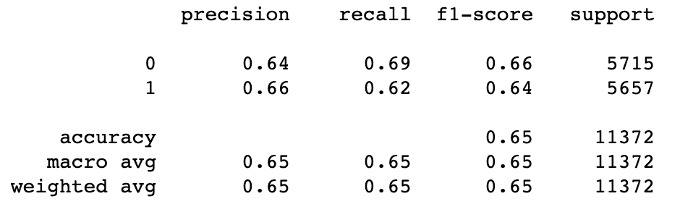 precision recall f1-score support
0 0.64 0.69 0.66 5715
1 0.66 0.62 0.64 5657
accuracy 0.65 11372
macro avg 0.65 0.65 0.65 11372
weighted avg 0.65 0.65 0.65 11372